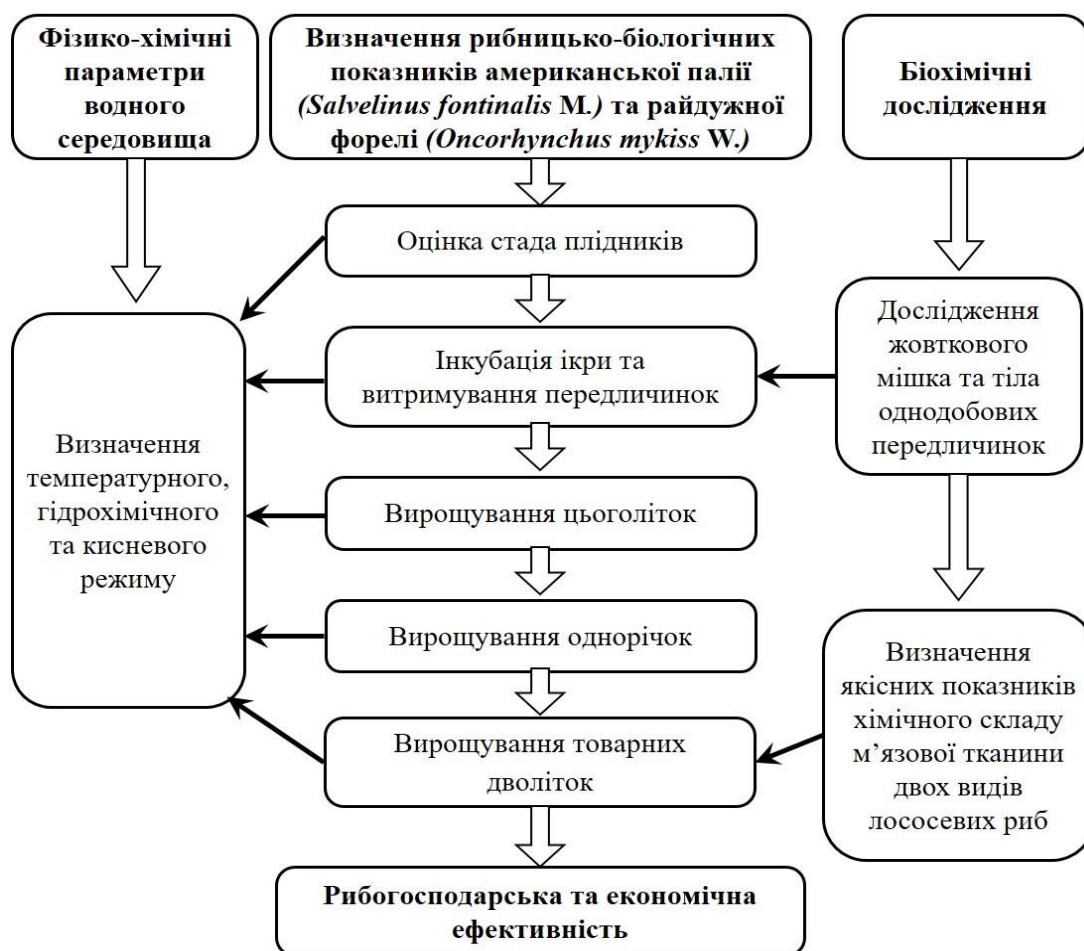 Фізико-хімічні
параметри
водного
середовища
Визначення рибницько-біологічних
показників американської палії
(Salvelinus fontinalis М.) та райдужної
форелі (Oncorhynchus mykiss W.)
Біохімічні
дослідження
Оцінка стада плідників
Інкубація ікри та
витримування передличинок
Дослідження
жовткового
мішка та тіла
однодобових
передличинок
Визначення
температурного,
гідрохімічного
та кисневого
режиму
Вирощування цьоголіток
Вирощування однорічок
Вирощування товарних
дволіток
Визначення
якісних показників
хімічного складу
м’язової тканини
двох видів
лососевих риб
Рибогосподарська та економічна
ефективність